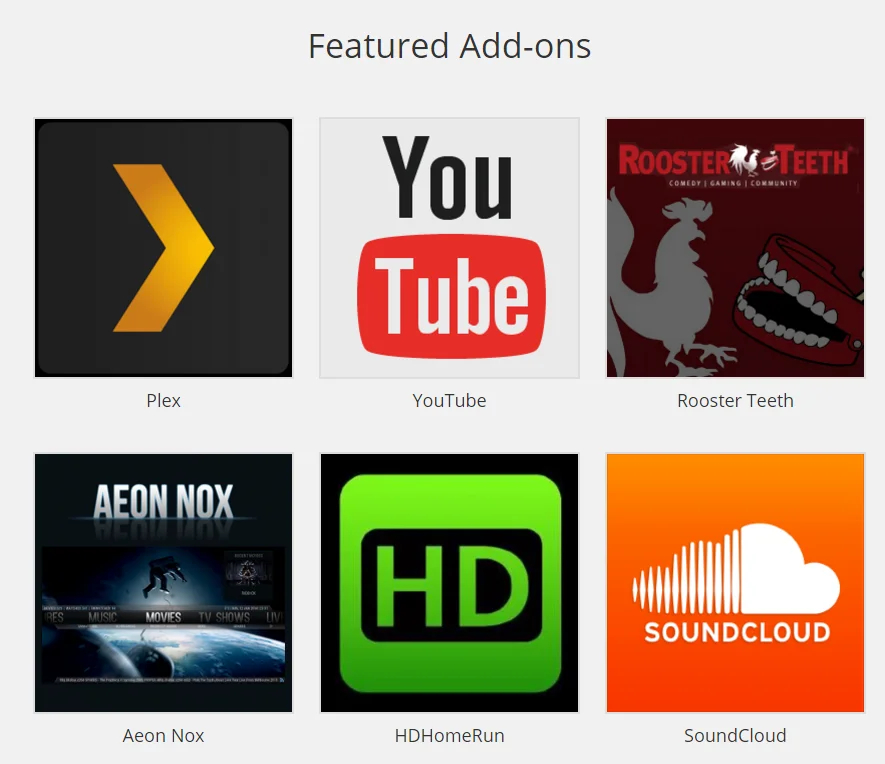 Featured Add-ons
You
Tube
ROOSTER TEETH
COMEDY | GAMING | COMMUNITY
Plex
YouTube
Rooster Teeth
AEON NOX
MUSIC MOVIES TV SHOWS LIV
HD
SOUNDCLOUD
Aeon Nox
HDHomeRun
SoundCloud